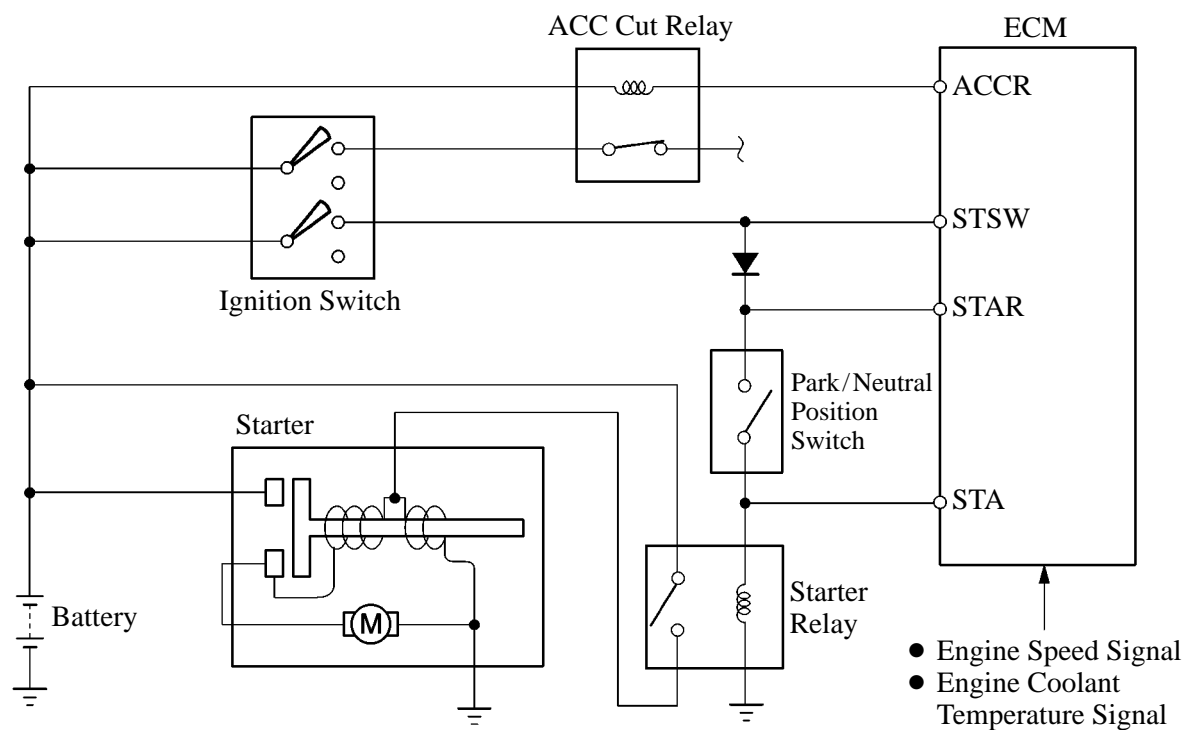 ACC Cut Relay
ECM
ACCR
STSW
Ignition Switch
STAR
Park/Neutral
Position
Switch
Starter
STA
Battery
M
Starter
Relay
● Engine Speed Signal
● Engine Coolant
Temperature Signal